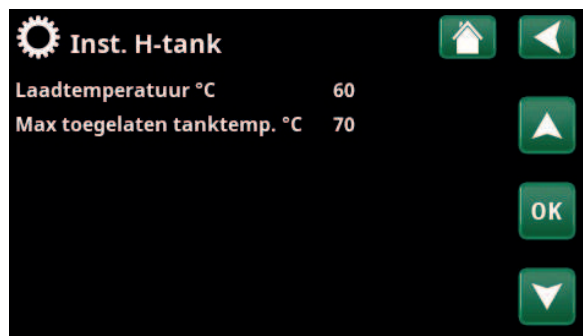 Inst. H-tank
Laadtemperatuur °C 60
Max toegelaten tanktemp. °C 70
OK